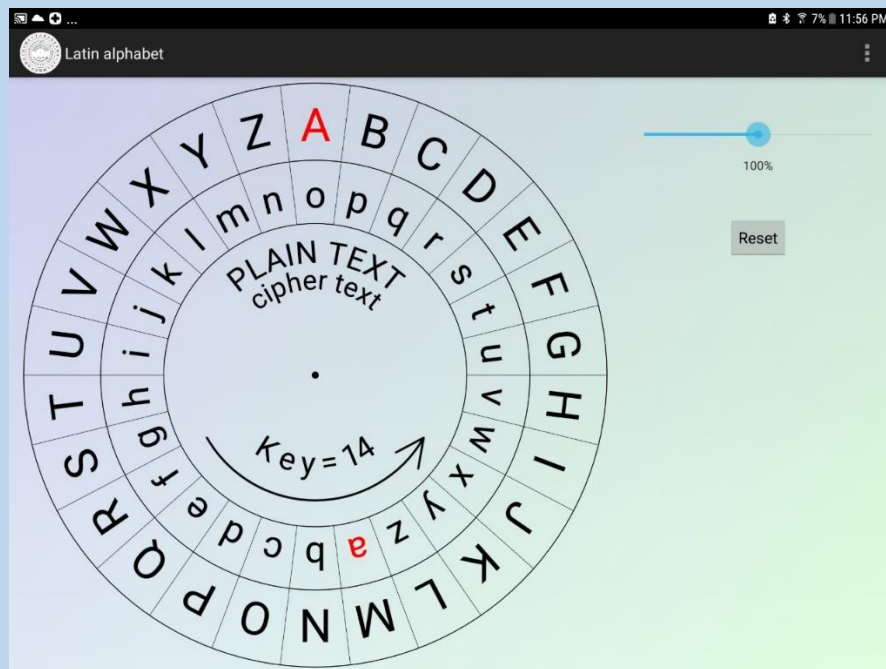 ... 7% 11:56 PM
Latin alphabet
A B C D E F G H I J K L M N O P Q R S T U V W X Y Z
o p q r s t u v w x y z a b c d e f g h i j k l m n
PLAIN TEXT
cipher text
Key=14
100%
Reset